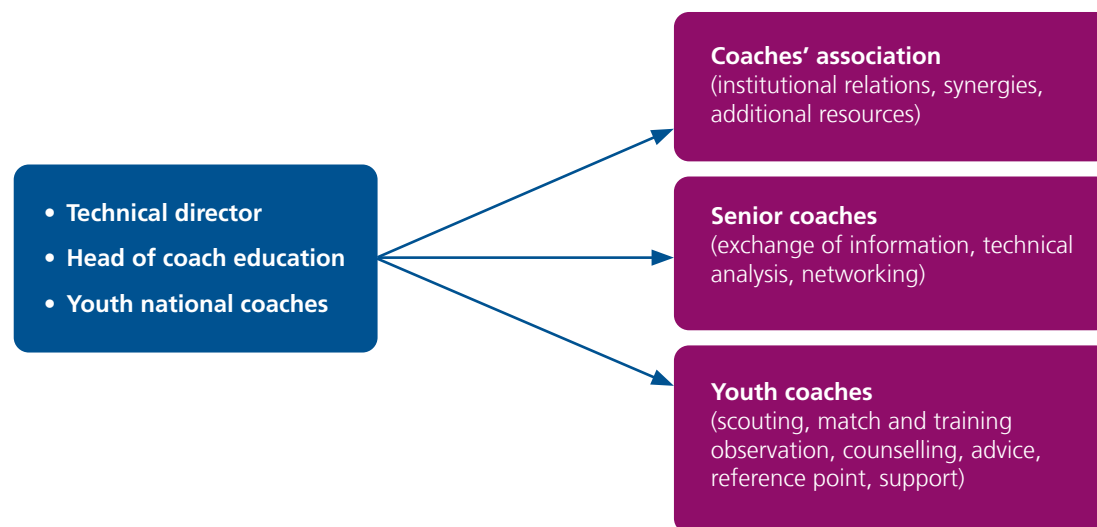 • Technical director
• Head of coach education
• Youth national coaches
Coaches’ association
(institutional relations, synergies,
additional resources)
Senior coaches
(exchange of information, technical
analysis, networking)
Youth coaches
(scouting, match and training
observation, counselling, advice,
reference point, support)